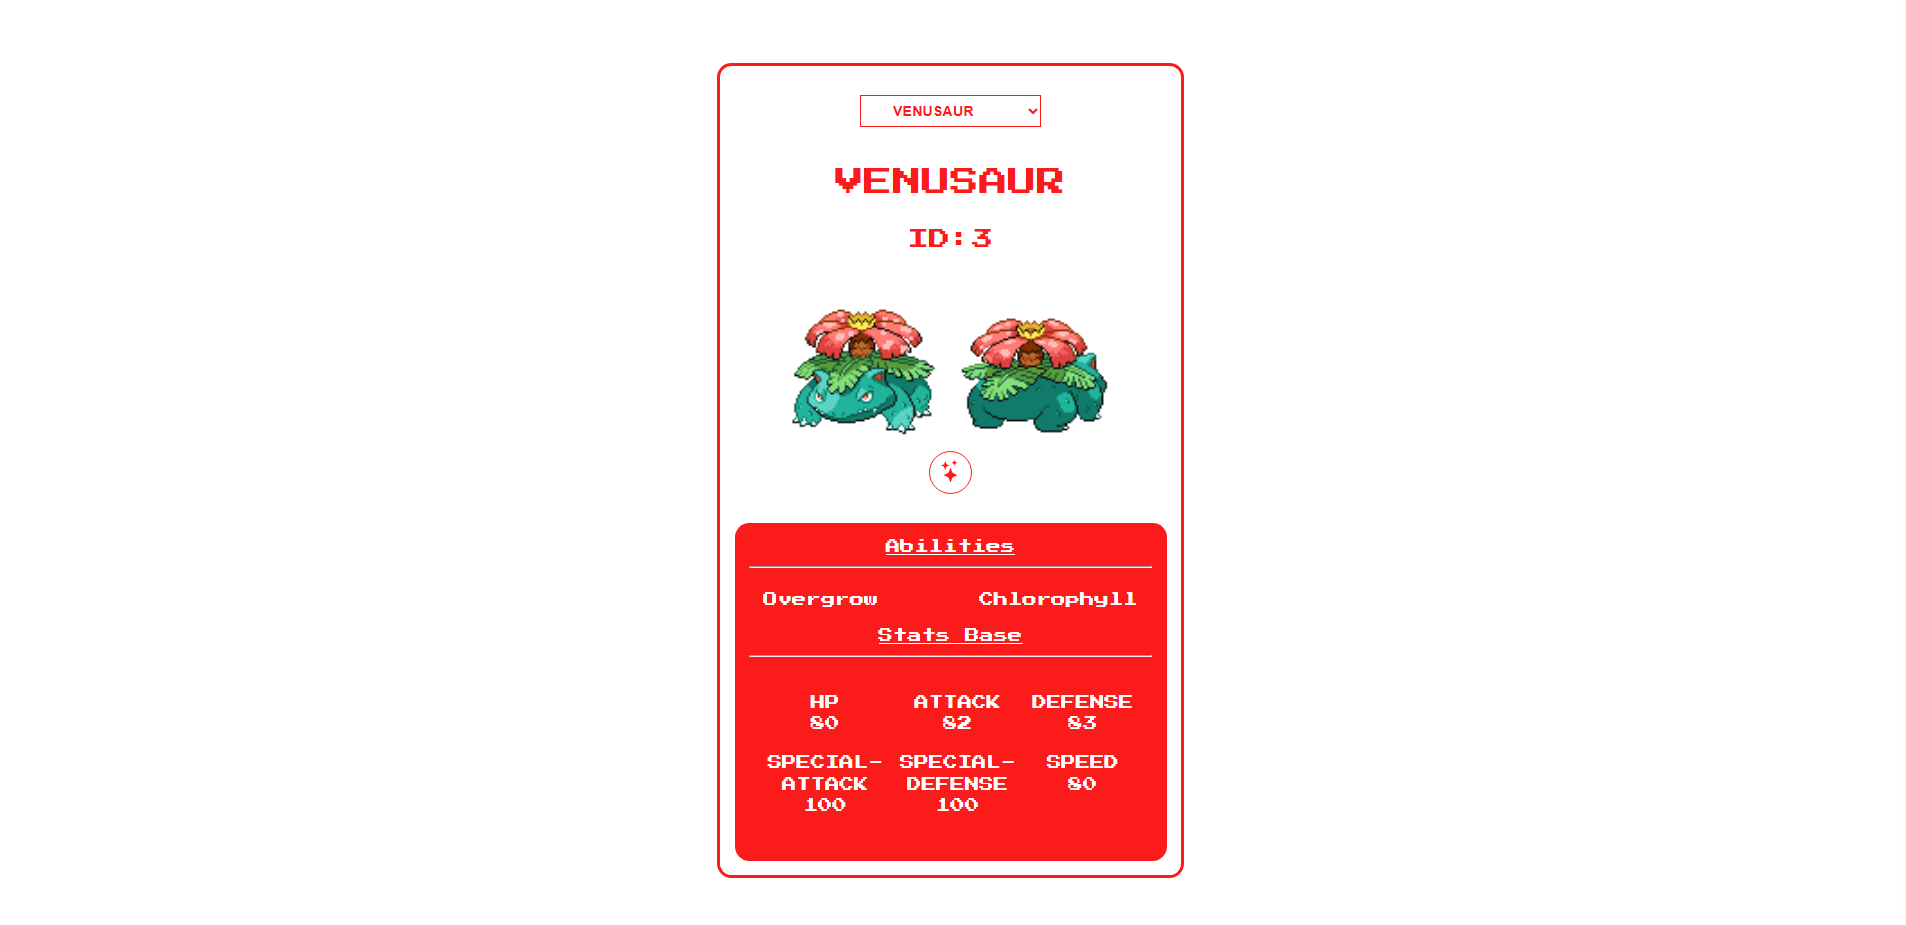 VENUSAUR
VENUSAUR
ID:3
Abilities
Overgrow Chlorophyll
Stats Base
HP ATTACK DEFENSE
80 82 83
SPECIAL- SPECIAL- SPEED
ATTACK DEFENSE 80
100 100